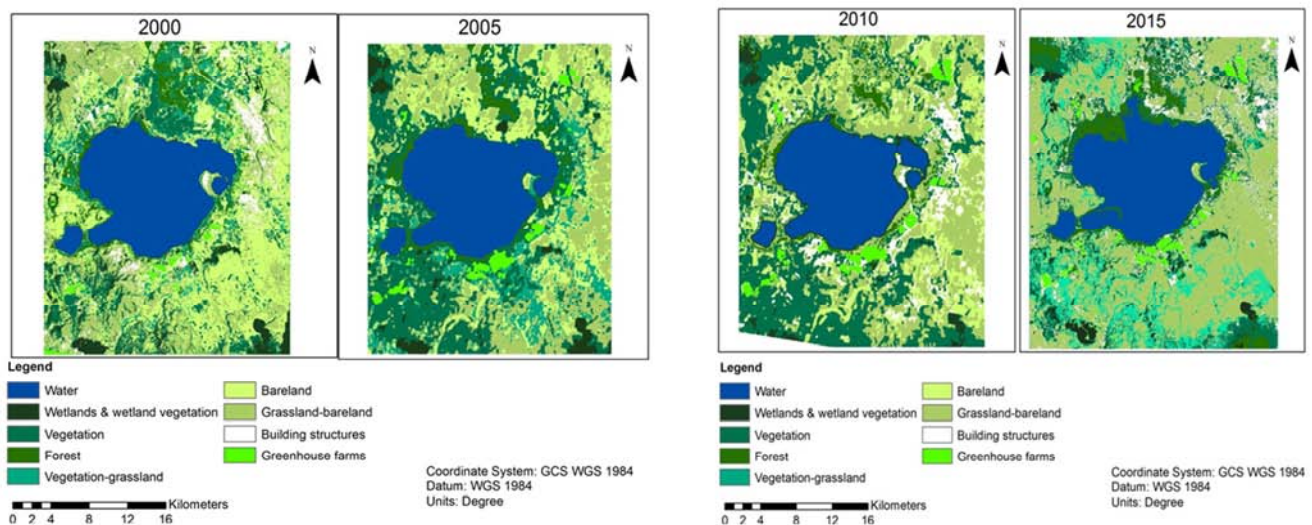 2000
2005
2010
2015
N
N
N
N
Legend
Water
Wetlands & wetland vegetation
Vegetation
Forest
Vegetation-grassland
Bareland
Grassland-bareland
Building structures
Greenhouse farms
Coordinate System: GCS WGS 1984
Datum: WGS 1984
Units: Degree
Kilometers
0 2 4 8 12 16
Legend
Water
Wetlands & wetland vegetation
Vegetation
Forest
Vegetation-grassland
Bareland
Grassland-bareland
Building structures
Greenhouse farms
Coordinate System: GCS WGS 1984
Datum: WGS 1984
Units: Degree
Kilometers
0 2 4 8 12 16